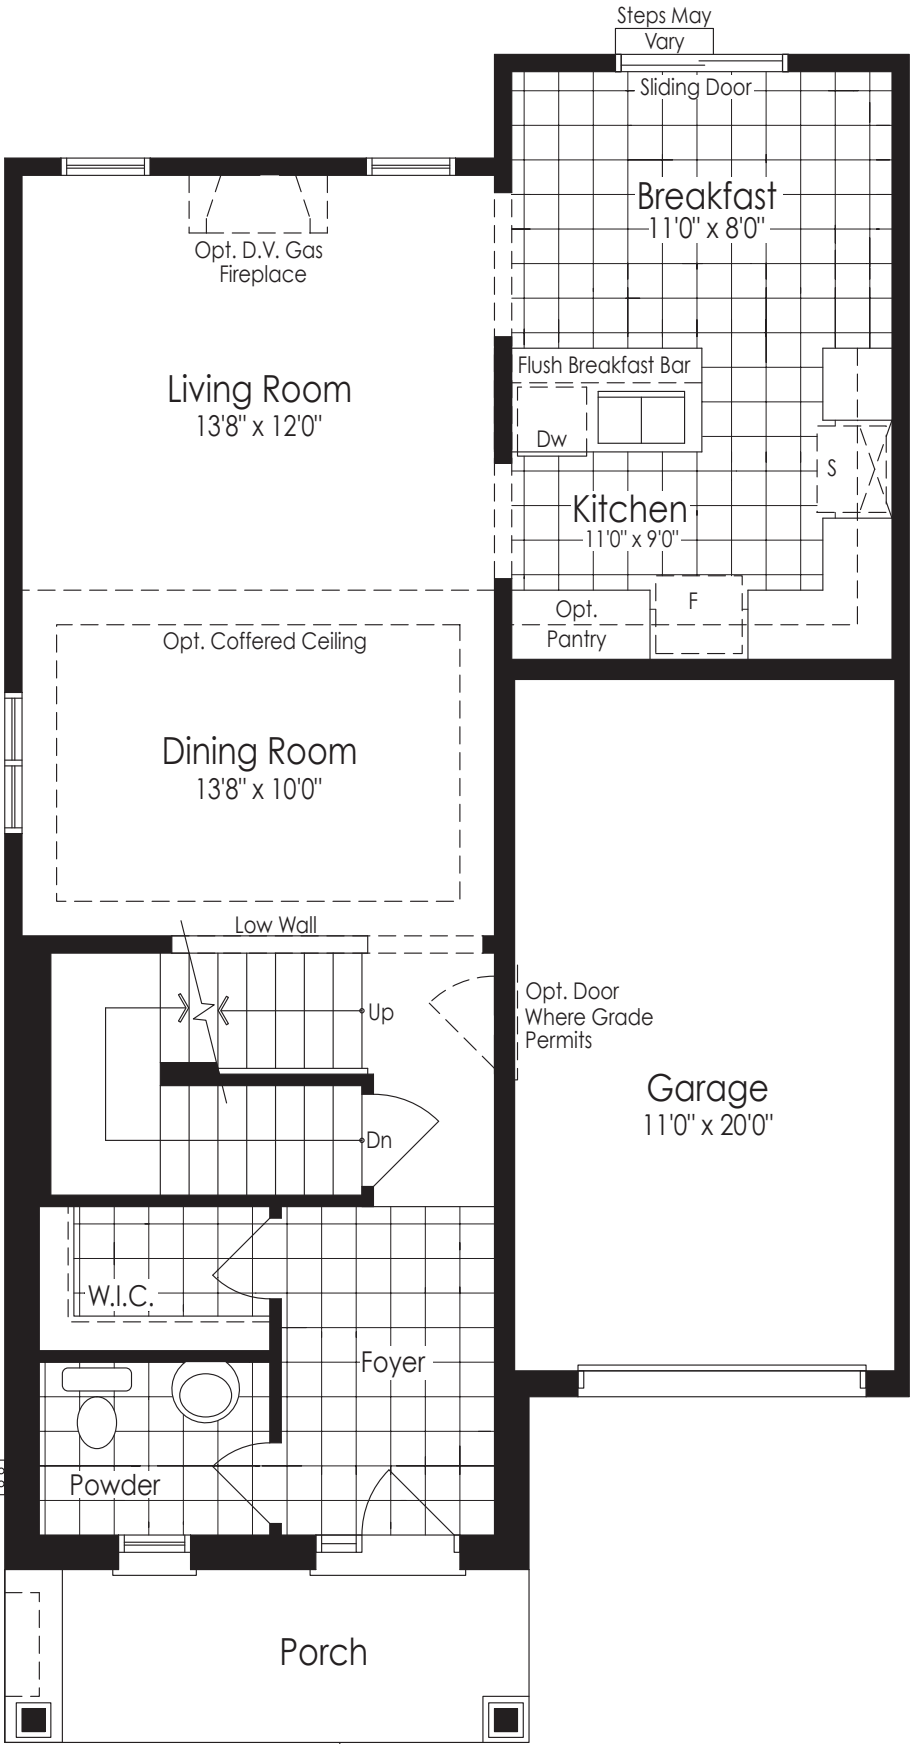 Steps May
Vary
Sliding Door
Breakfast
11'0" x 8'0"
Opt. D.V. Gas
Fireplace
Living Room
13'8" x 12'0"
Flush Breakfast Bar
Dw
S
Kitchen
11'0" x 9'0"
F
Opt.
Pantry
Opt. Coffered Ceiling
Dining Room
13'8" x 10'0"
Low Wall
Up
Opt. Door
Where Grade
Permits
Garage
11'0" x 20'0"
Dn
W.I.C.
Foyer
Powder
Porch